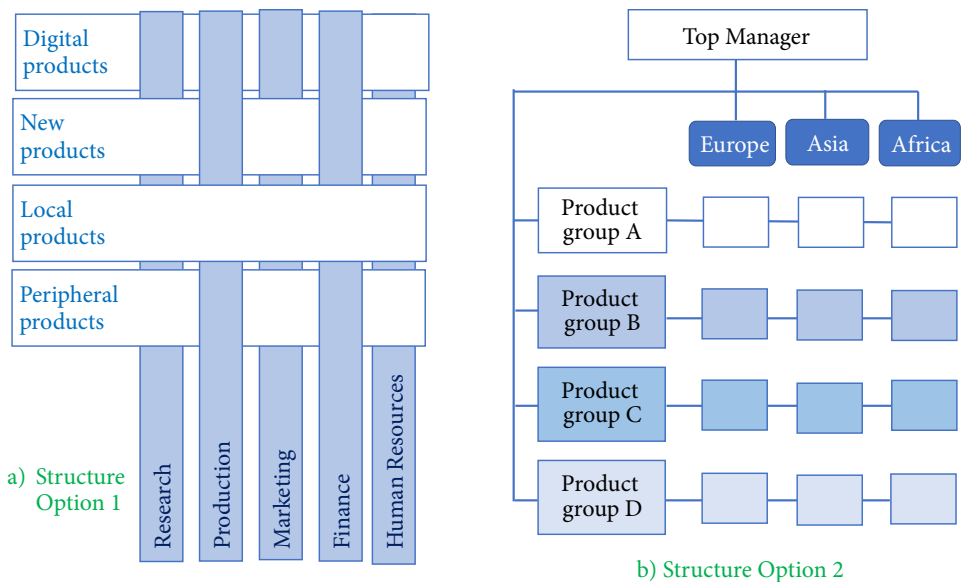 Digital
products
New
products
Local
products
Peripheral
products
Research
Production
Marketing
Finance
Human Resources
a) Structure
Option 1
Top Manager
Europe
Asia
Africa
Product
group A
Product
group B
Product
group C
Product
group D
b) Structure Option 2